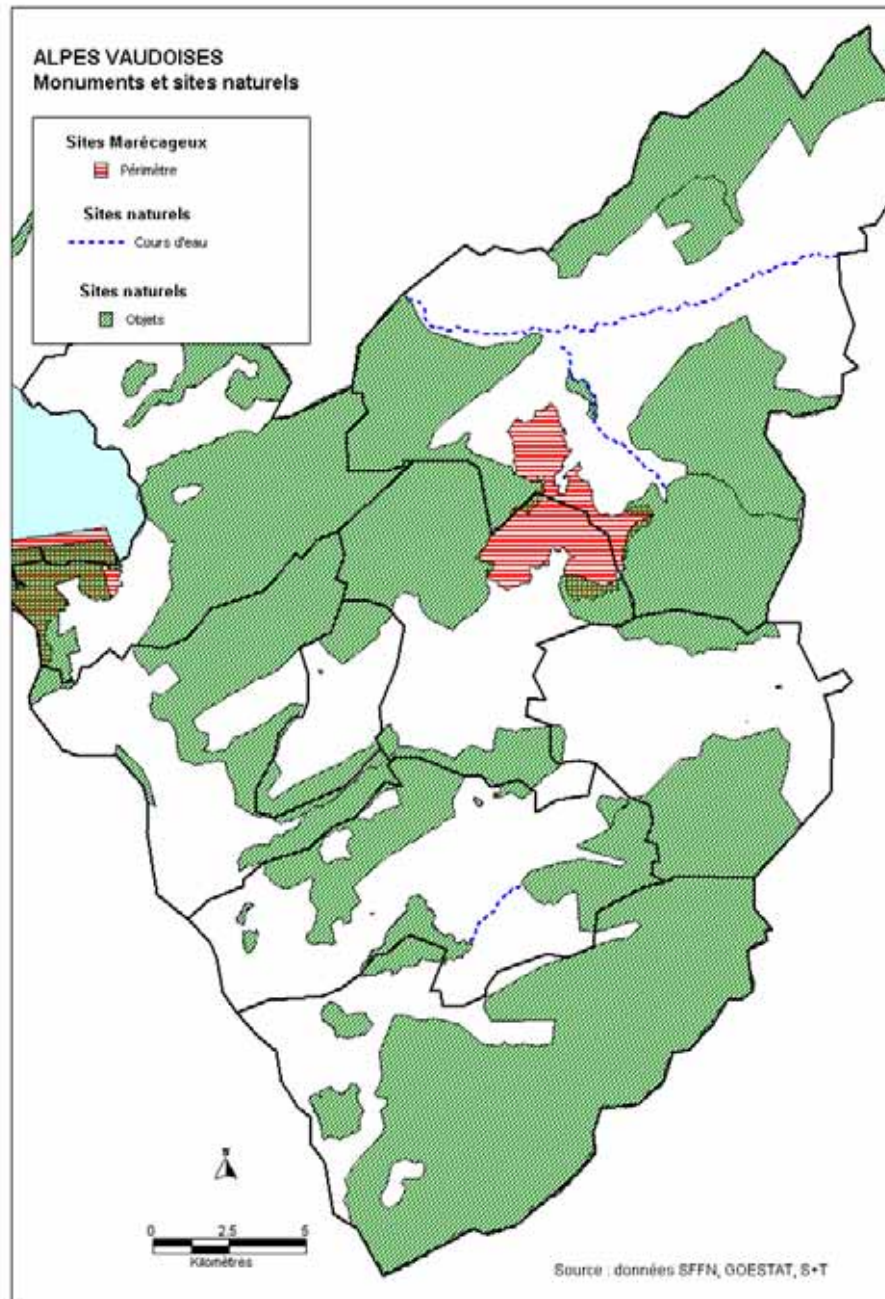 ALPES VAUDOISES
Monuments et sites naturels
Sites Marécageux
Périmètre
Sites naturels
Cours d'eau
Sites naturels
Objets
N
0 2.5 5
Kilomètres
Source : données SFFN, GOESTAT, S+T